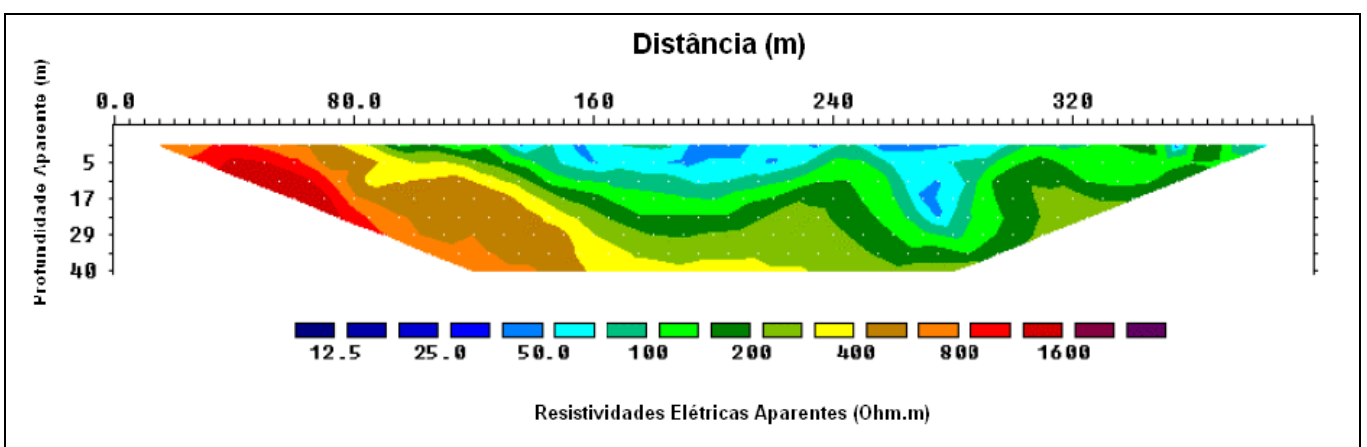 Distância (m)
0.0 80.0 160 240 320
Profundidade Aparente (m)
5
17
29
40
12.5 25.0 50.0 100 200 400 800 1600
Resistividades Elétricas Aparentes (Ohm.m)